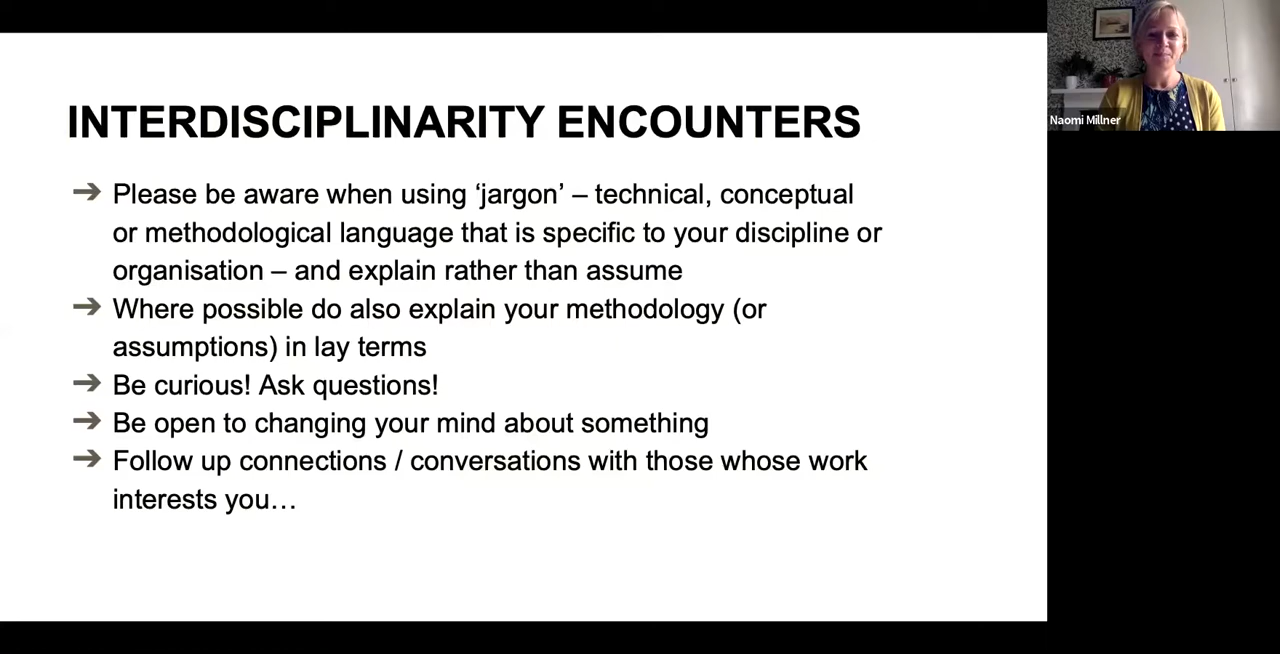 INTERDISCIPLINARITY ENCOUNTERS
➔ Please be aware when using ‘jargon’ – technical, conceptual
or methodological language that is specific to your discipline or
organisation – and explain rather than assume
➔ Where possible do also explain your methodology (or
assumptions) in lay terms
➔ Be curious! Ask questions!
➔ Be open to changing your mind about something
➔ Follow up connections / conversations with those whose work
interests you…
Naomi Millner